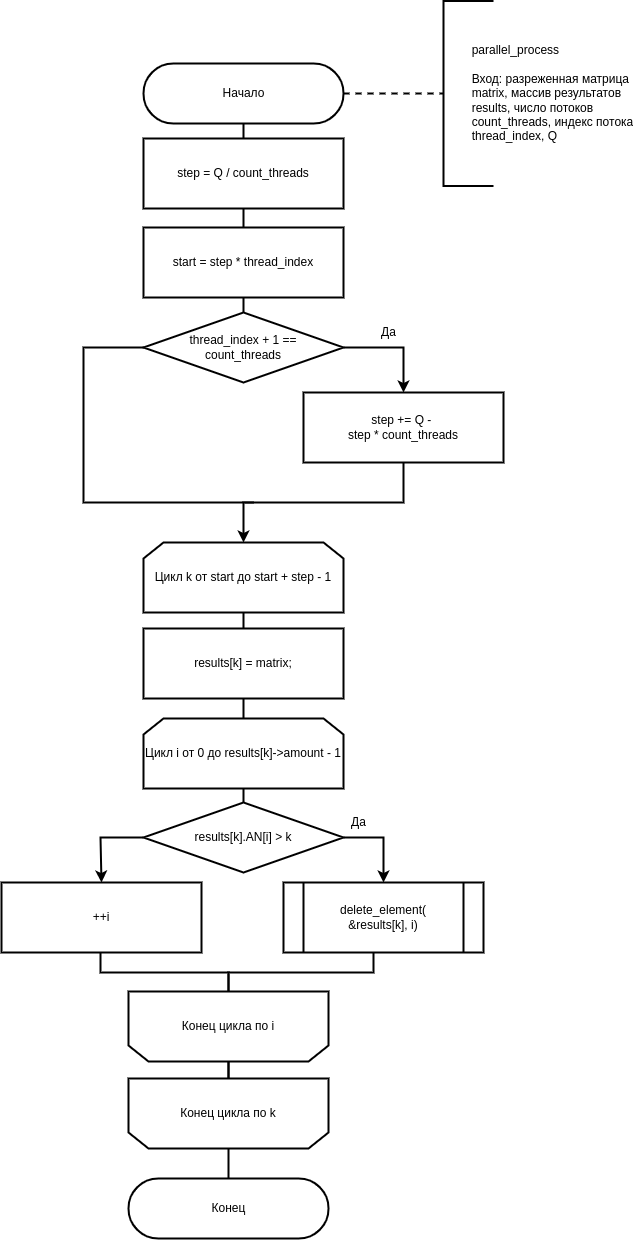 parallel_process
Вход: разреженная матрица
matrix, массив результатов
results, число потоков
count_threads, индекс потока
thread_index, Q
Начало
step = Q / count_threads
start = step * thread_index
thread_index + 1 ==
count_threads
Да
step += Q -
step * count_threads
Цикл k от start до start + step - 1
results[k] = matrix;
Цикл i от 0 до results[k]->amount - 1
results[k].AN[i] > k
Да
++i
delete_element(
&results[k], i)
Конец цикла по i
Конец цикла по k
Конец